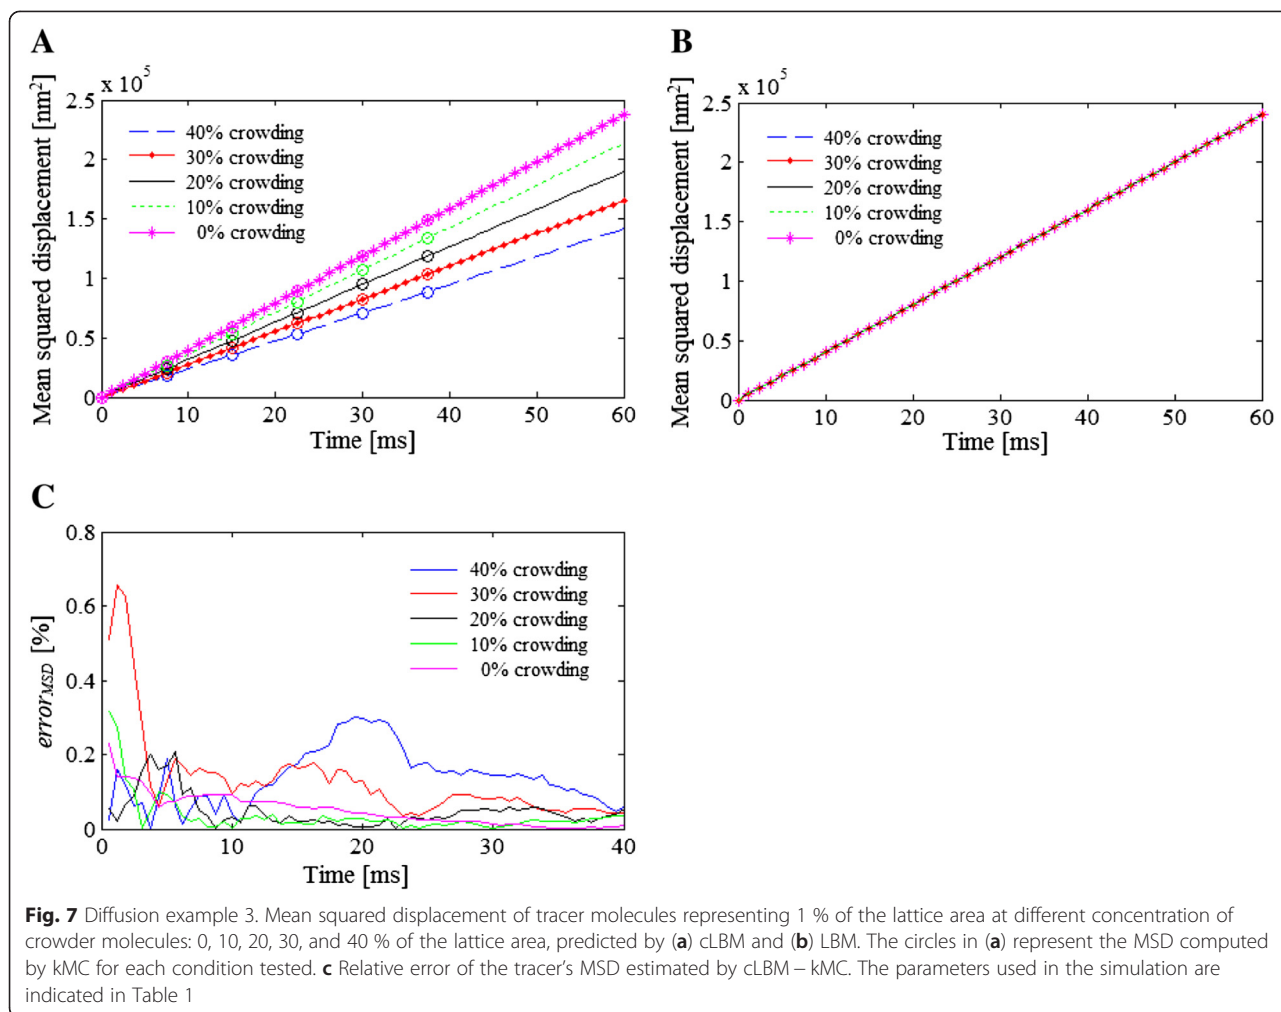 A
x 10^5
Mean squared displacement [nm²]
2.5
2
1.5
1
0.5
0
40% crowding
30% crowding
20% crowding
10% crowding
0% crowding
0 10 20 30 40 50 60
Time [ms]
B
x 10^5
Mean squared displacement [nm²]
2.5
2
1.5
1
0.5
0
40% crowding
30% crowding
20% crowding
10% crowding
0% crowding
0 10 20 30 40 50 60
Time [ms]
C
error_MSD [%]
0.8
0.6
0.4
0.2
0
40% crowding
30% crowding
20% crowding
10% crowding
0% crowding
0 10 20 30 40
Time [ms]
Fig. 7 Diffusion example 3. Mean squared displacement of tracer molecules representing 1 % of the lattice area at different concentration of
crowder molecules: 0, 10, 20, 30, and 40 % of the lattice area, predicted by (a) cLBM and (b) LBM. The circles in (a) represent the MSD computed
by kMC for each condition tested. c Relative error of the tracer's MSD estimated by cLBM – kMC. The parameters used in the simulation are
indicated in Table 1